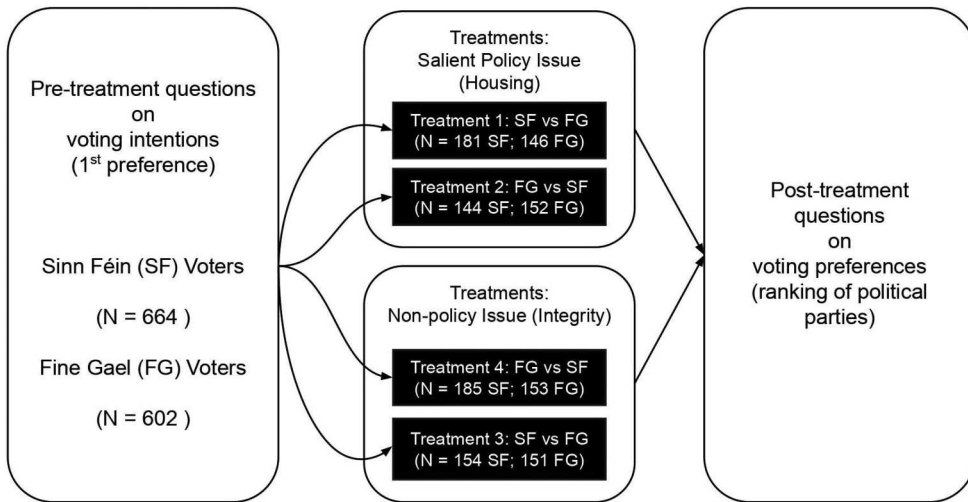 Pre-treatment questions
on
voting intentions
(1st preference)
Sinn Féin (SF) Voters
(N = 664 )
Fine Gael (FG) Voters
(N = 602 )
Treatments:
Salient Policy Issue
(Housing)
Treatment 1: SF vs FG
(N = 181 SF; 146 FG)
Treatment 2: FG vs SF
(N = 144 SF; 152 FG)
Treatments:
Non-policy Issue (Integrity)
Treatment 4: FG vs SF
(N = 185 SF; 153 FG)
Treatment 3: SF vs FG
(N = 154 SF; 151 FG)
Post-treatment
questions
on
voting preferences
(ranking of political
parties)